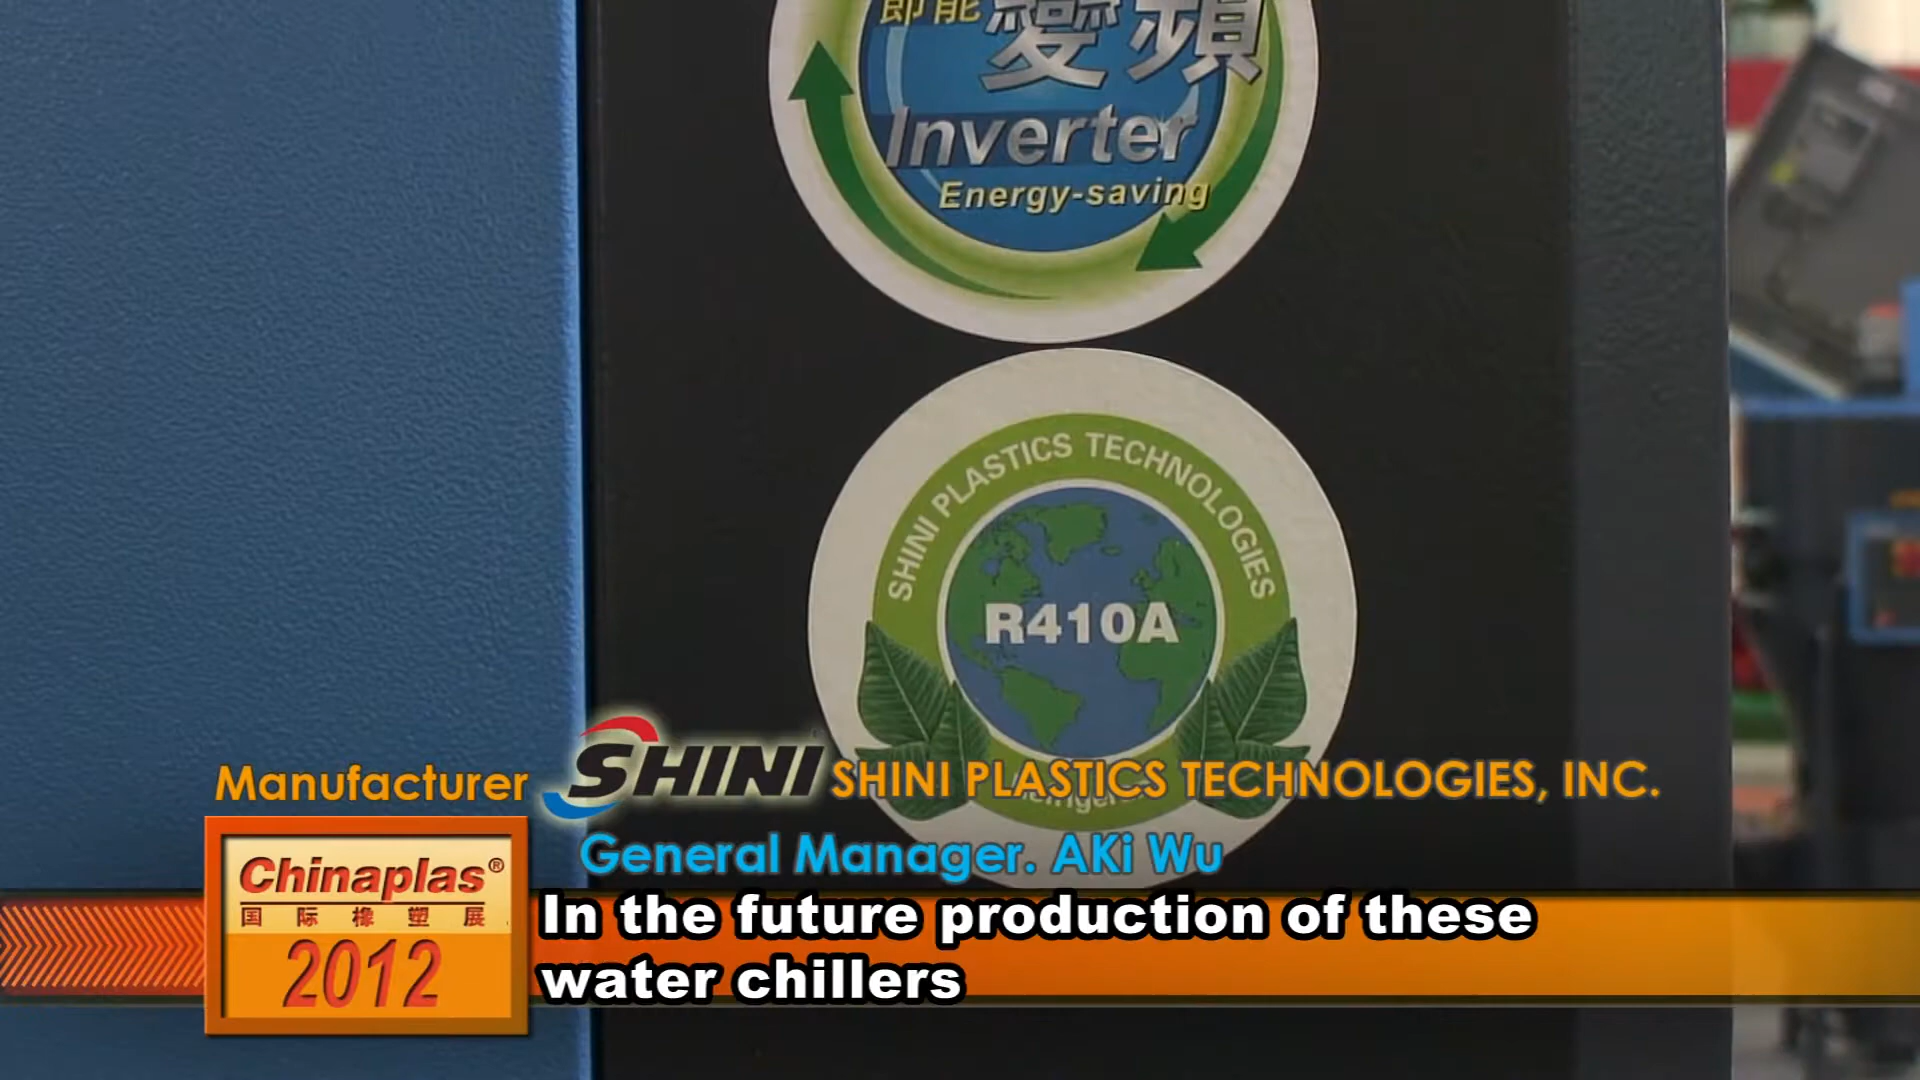 節能 變頻
Inverter
Energy-saving
SHINI PLASTICS TECHNOLOGIES
R410A
Manufacturer SHINI SHINI PLASTICS TECHNOLOGIES, INC.
General Manager. AKi Wu
Chinaplas®
国际橡塑展
2012
In the future production of these
water chillers